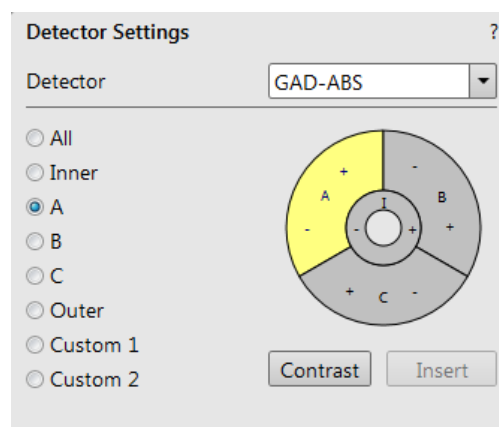 Detector Settings ?
Detector GAD-ABS
All
Inner
A
B
C
Outer
Custom 1
Custom 2
+ -
A I B
- - + +
+ C -
Contrast Insert